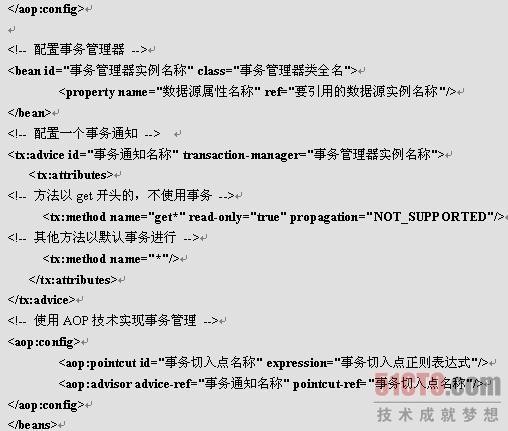 </aop:config>
<!-- 配置事务管理器 -->
<bean id="事务管理器实例名称" class="事务管理器类全名">
<property name="数据源属性名称" ref="要引用的数据源实例名称"/>
</bean>
<!-- 配置一个事务通知 -->
<tx:advice id="事务通知名称" transaction-manager="事务管理器实例名称">
<tx:attributes>
<!-- 方法以 get 开头的，不使用事务 -->
<tx:method name="get*" read-only="true" propagation="NOT_SUPPORTED"/>
<!-- 其他方法以默认事务进行 -->
<tx:method name="*"/>
</tx:attributes>
</tx:advice>
<!-- 使用 AOP 技术实现事务管理 -->
<aop:config>
<aop:pointcut id="事务切入点名称" expression="事务切入点正则表达式"/>
<aop:advisor advice-ref="事务通知名称" pointcut-ref="事务切入点名称"/>
</aop:config>
</beans>
51CTO.com
技术成就梦想